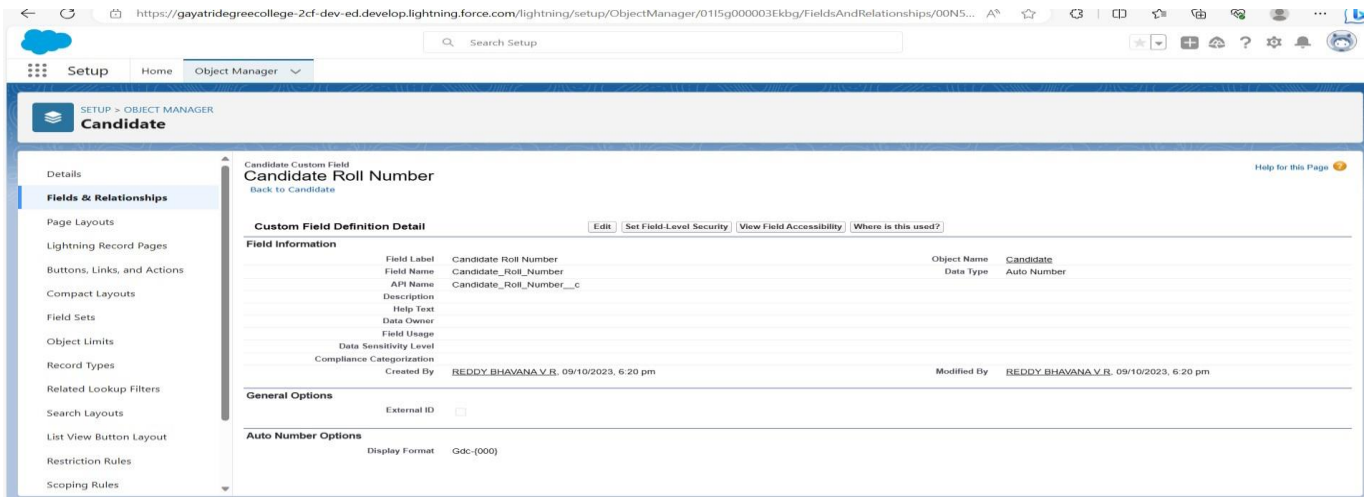 https://gayatridegreecollege-2cf-dev-ed.develop.lightning.force.com/lightning/setup/ObjectManager/01I5g000003Ekbg/FieldsAndRelationships/00N5...
Search Setup
Setup Home Object Manager
SETUP > OBJECT MANAGER
Candidate
Details
Fields & Relationships
Page Layouts
Lightning Record Pages
Buttons, Links, and Actions
Compact Layouts
Field Sets
Object Limits
Record Types
Related Lookup Filters
Search Layouts
List View Button Layout
Restriction Rules
Scoping Rules
Candidate Custom Field
Candidate Roll Number
Back to Candidate
Help for this Page
Custom Field Definition Detail Edit Set Field-Level Security View Field Accessibility Where is this used?
Field Information
Field Label Candidate Roll Number Object Name Candidate
Field Name Candidate_Roll_Number Data Type Auto Number
API Name Candidate_Roll_Number__c
Description
Help Text
Data Owner
Field Usage
Data Sensitivity Level
Compliance Categorization
Created By REDDY BHAVANA V R, 09/10/2023, 6:20 pm Modified By REDDY BHAVANA V R, 09/10/2023, 6:20 pm
General Options
External ID
Auto Number Options
Display Format Gdc-{000}